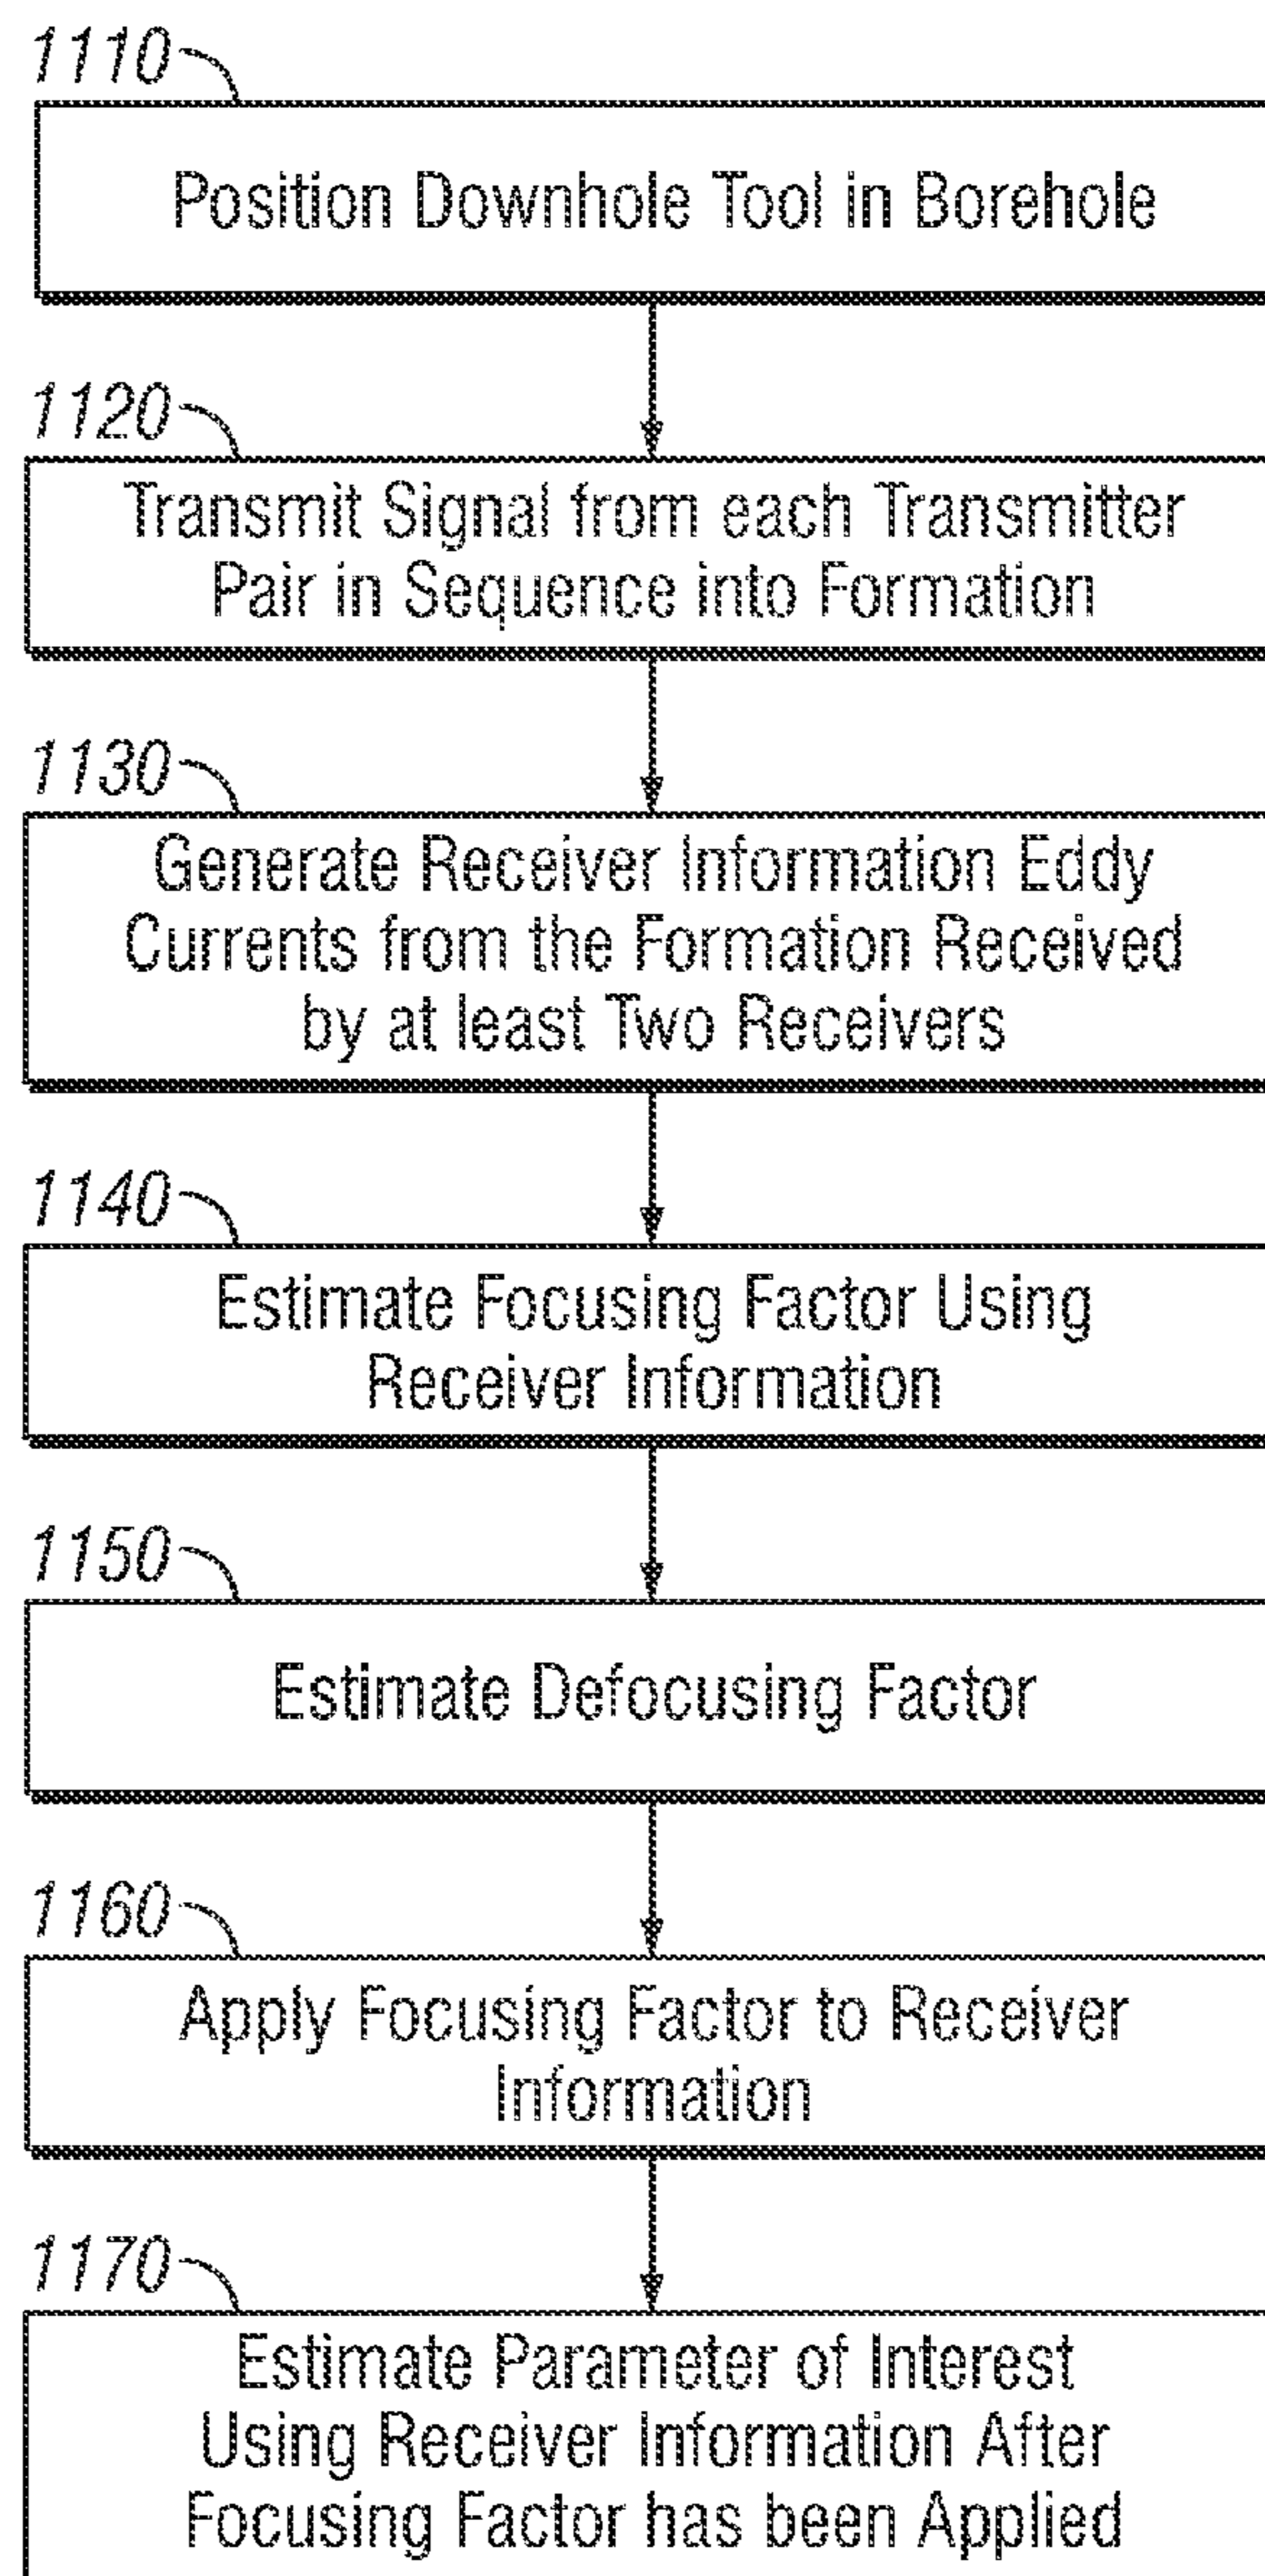 1110
Position Downhole Tool in Borehole
1120
Transmit Signal from each Transmitter
Pair in Sequence into Formation
1130
Generate Receiver Information Eddy
Currents from the Formation Received
by at least Two Receivers
1140
Estimate Focusing Factor Using
Receiver Information
1150
Estimate Defocusing Factor
1160
Apply Focusing Factor to Receiver
Information
1170
Estimate Parameter of Interest
Using Receiver Information After
Focusing Factor has been Applied